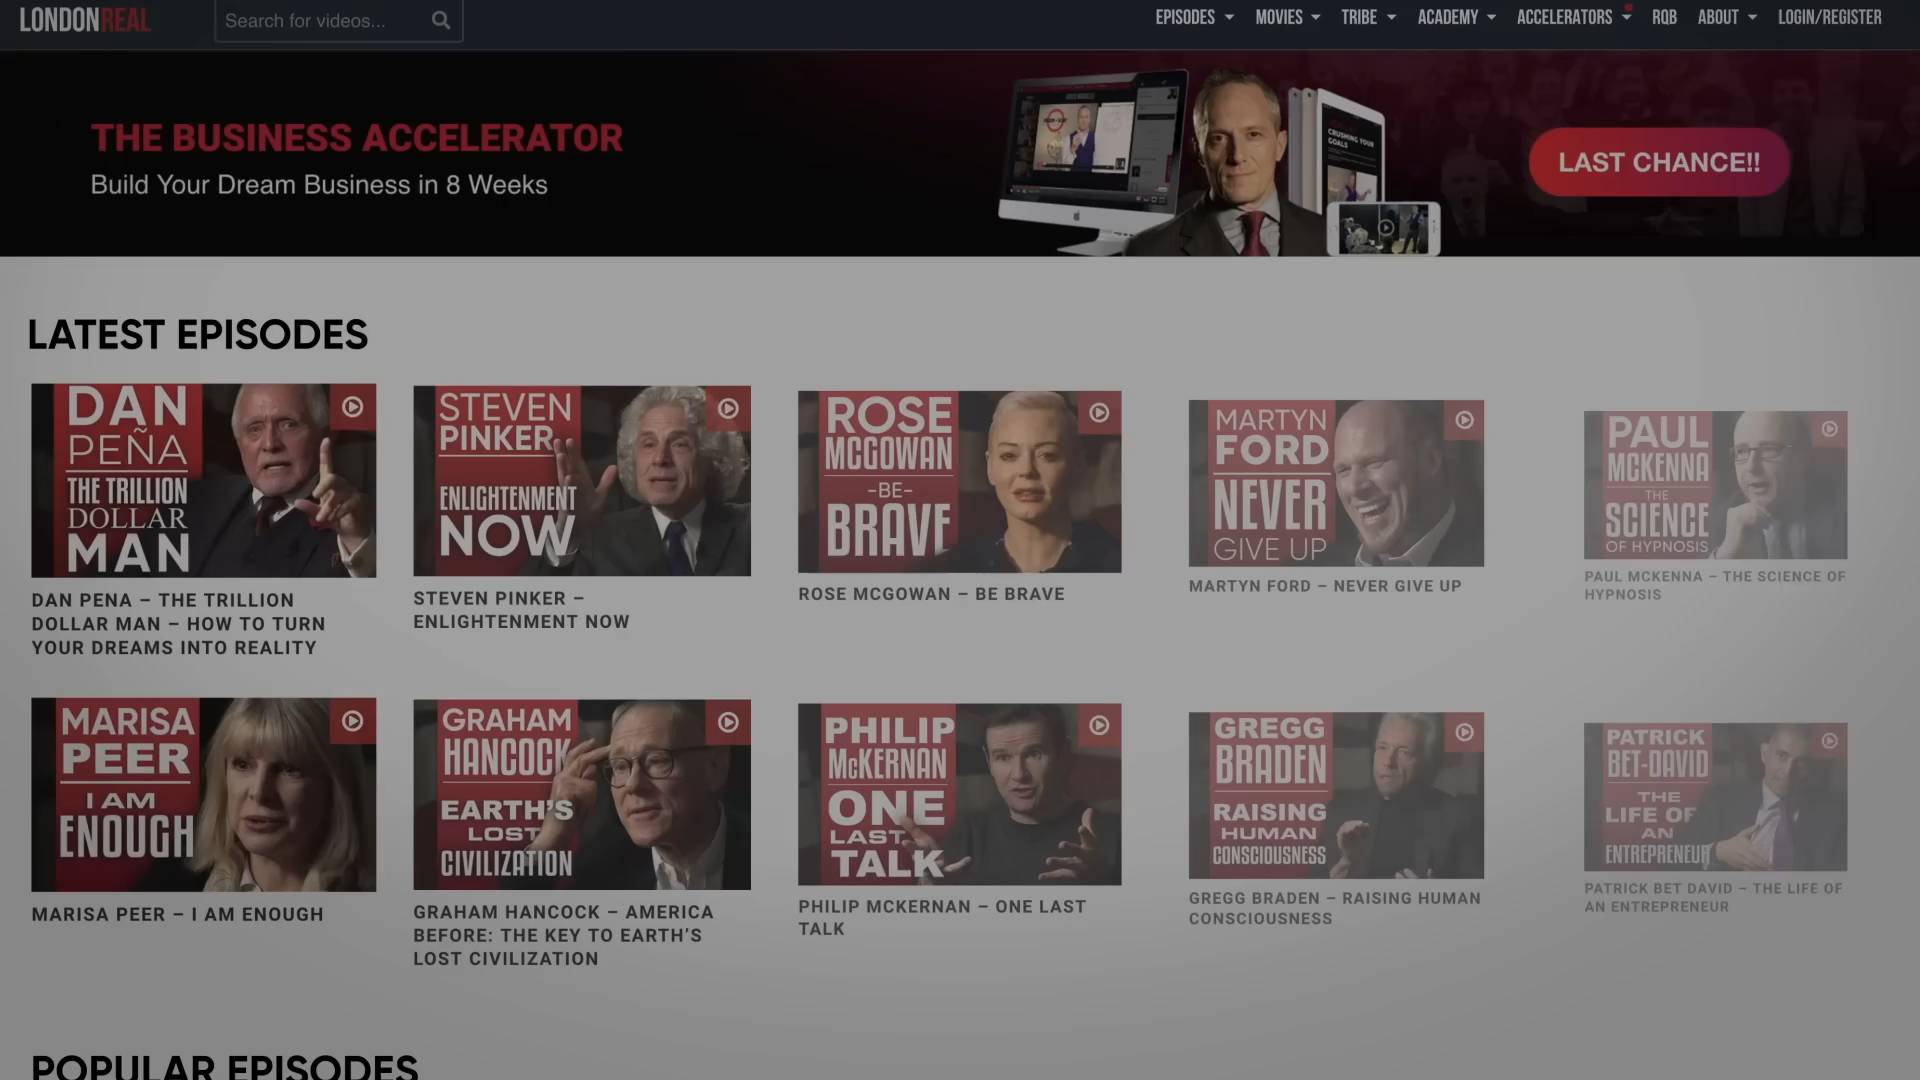 LONDONREAL
Search for videos...
EPISODES
MOVIES
TRIBE
ACADEMY
ACCELERATORS
RQB
ABOUT
LOGIN/REGISTER
THE BUSINESS ACCELERATOR
Build Your Dream Business in 8 Weeks
CRUSHING YOUR
GOALS
LAST CHANCE!!
LATEST EPISODES
DAN
PEÑA
THE TRILLION
DOLLAR
MAN
DAN PENA – THE TRILLION
DOLLAR MAN – HOW TO TURN
YOUR DREAMS INTO REALITY
STEVEN
PINKER
ENLIGHTENMENT
NOW
STEVEN PINKER –
ENLIGHTENMENT NOW
ROSE
MCGOWAN
-BE-
BRAVE
ROSE MCGOWAN – BE BRAVE
MARTYN
FORD
NEVER
GIVE UP
MARTYN FORD – NEVER GIVE UP
PAUL
MCKENNA
THE
SCIENCE
OF HYPNOSIS
PAUL MCKENNA – THE SCIENCE OF
HYPNOSIS
MARISA
PEER
I AM
ENOUGH
MARISA PEER – I AM ENOUGH
GRAHAM
HANCOCK
EARTH'S
LOST
CIVILIZATION
GRAHAM HANCOCK – AMERICA
BEFORE: THE KEY TO EARTH'S
LOST CIVILIZATION
PHILIP
McKERNAN
ONE
LAST
TALK
PHILIP MCKERNAN – ONE LAST
TALK
GREGG
BRADEN
RAISING
HUMAN
CONSCIOUSNESS
GREGG BRADEN – RAISING HUMAN
CONSCIOUSNESS
PATRICK
BET-DAVID
THE
LIFE OF
AN
ENTREPRENEUR
PATRICK BET DAVID – THE LIFE OF
AN ENTREPRENEUR
POPULAR EPISODES